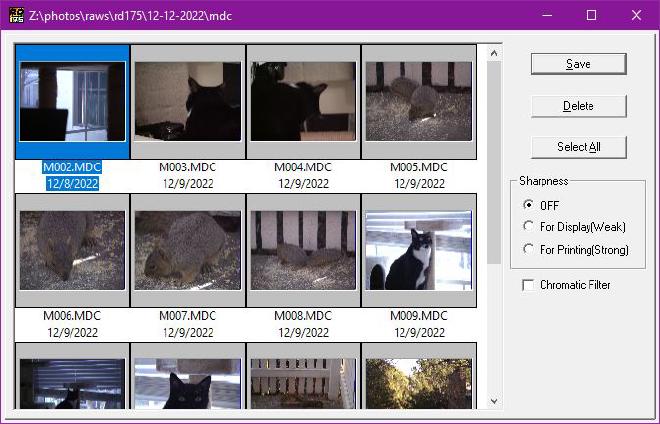 Z:\photos\raws\rd175\12-12-2022\mdc
Save
Delete
Select All
Sharpness
OFF
For Display(Weak)
For Printing(Strong)
Chromatic Filter
M002.MDC
12/8/2022
M003.MDC
12/9/2022
M004.MDC
12/9/2022
M005.MDC
12/9/2022
M006.MDC
12/9/2022
M007.MDC
12/9/2022
M008.MDC
12/9/2022
M009.MDC
12/9/2022